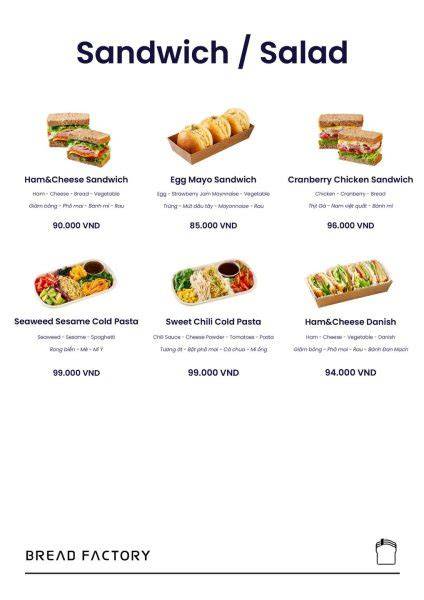 Sandwich / Salad
Ham&Cheese Sandwich
Ham - Cheese - Bread - Vegetable
Giăm bông - Phô mai - Bánh mì - Rau
90.000 VND
Egg Mayo Sandwich
Egg - Strawberry Jam Mayonnaise - Vegetable
Trứng - Mứt dâu tây - Mayonnaise - Rau
85.000 VND
Cranberry Chicken Sandwich
Chicken - Cranberry - Bread
Thịt Gà - Nam việt quất - Bánh mì
96.000 VND
Seaweed Sesame Cold Pasta
Seaweed - Sesame - Spaghetti
Rong biển - Mè - Mì Ý
99.000 VND
Sweet Chili Cold Pasta
Chili Sauce - Cheese Powder - Tomatoes - Pasta
Tương ớt - Bột phô mai - Cà chua - Mì ống
99.000 VND
Ham&Cheese Danish
Ham - Cheese - Vegetable - Danish
Giăm bông - Phô mai - Rau - Bánh Đan Mạch
94.000 VND
BREAD FACTORY